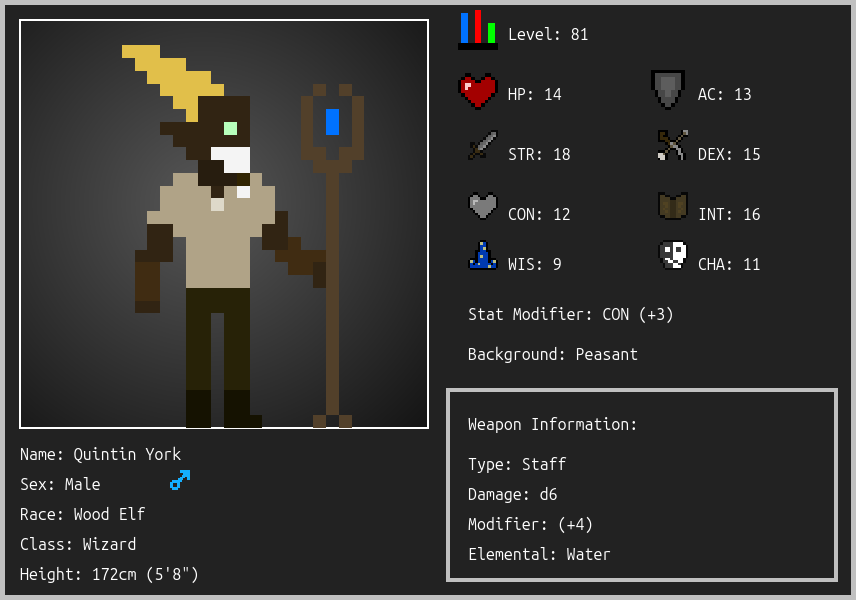 Level: 81
HP: 14
AC: 13
STR: 18
DEX: 15
CON: 12
INT: 16
WIS: 9
CHA: 11
Stat Modifier: CON (+3)
Background: Peasant
Weapon Information:
Type: Staff
Damage: d6
Modifier: (+4)
Elemental: Water
Name: Quintin York
Sex: Male
Race: Wood Elf
Class: Wizard
Height: 172cm (5'8")